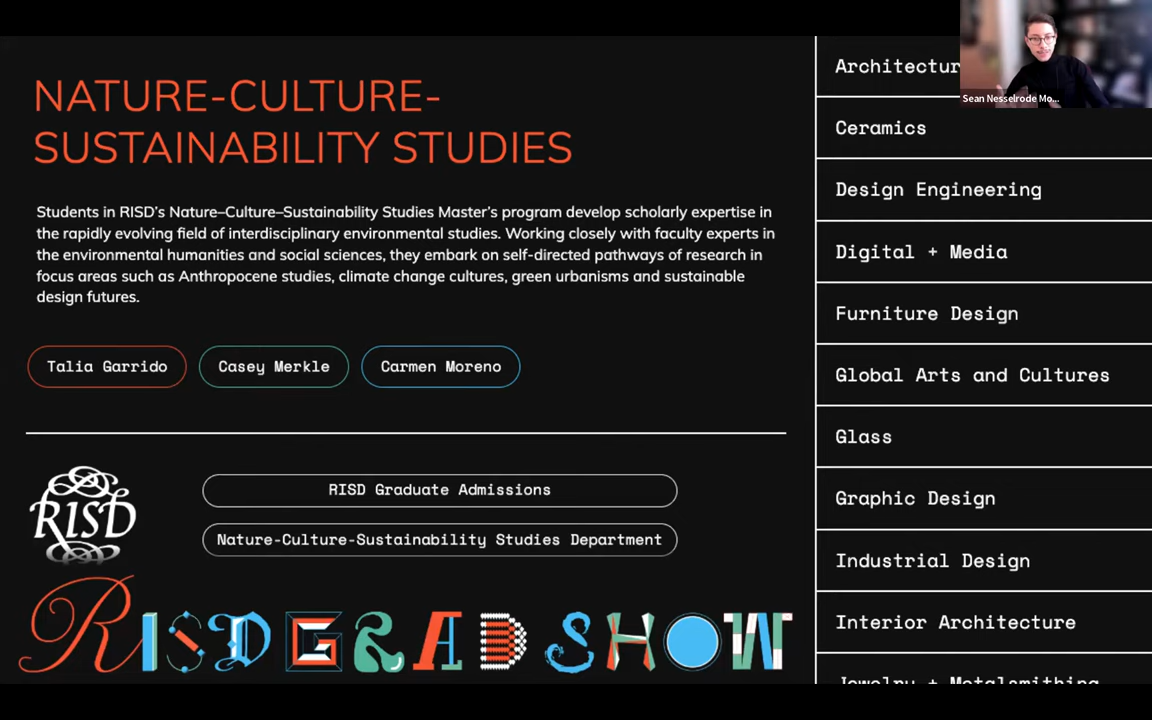 NATURE-CULTURE-
SUSTAINABILITY STUDIES
Students in RISD's Nature–Culture–Sustainability Studies Master's program develop scholarly expertise in
the rapidly evolving field of interdisciplinary environmental studies. Working closely with faculty experts in
the environmental humanities and social sciences, they embark on self-directed pathways of research in
focus areas such as Anthropocene studies, climate change cultures, green urbanisms and sustainable
design futures.
Talia Garrido
Casey Merkle
Carmen Moreno
RISD
RISD Graduate Admissions
Nature-Culture-Sustainability Studies Department
RISD GRAD SHOW
Architectur
Sean Nesselrode Mo...
Ceramics
Design Engineering
Digital + Media
Furniture Design
Global Arts and Cultures
Glass
Graphic Design
Industrial Design
Interior Architecture
Jewelry + Metalsmithing